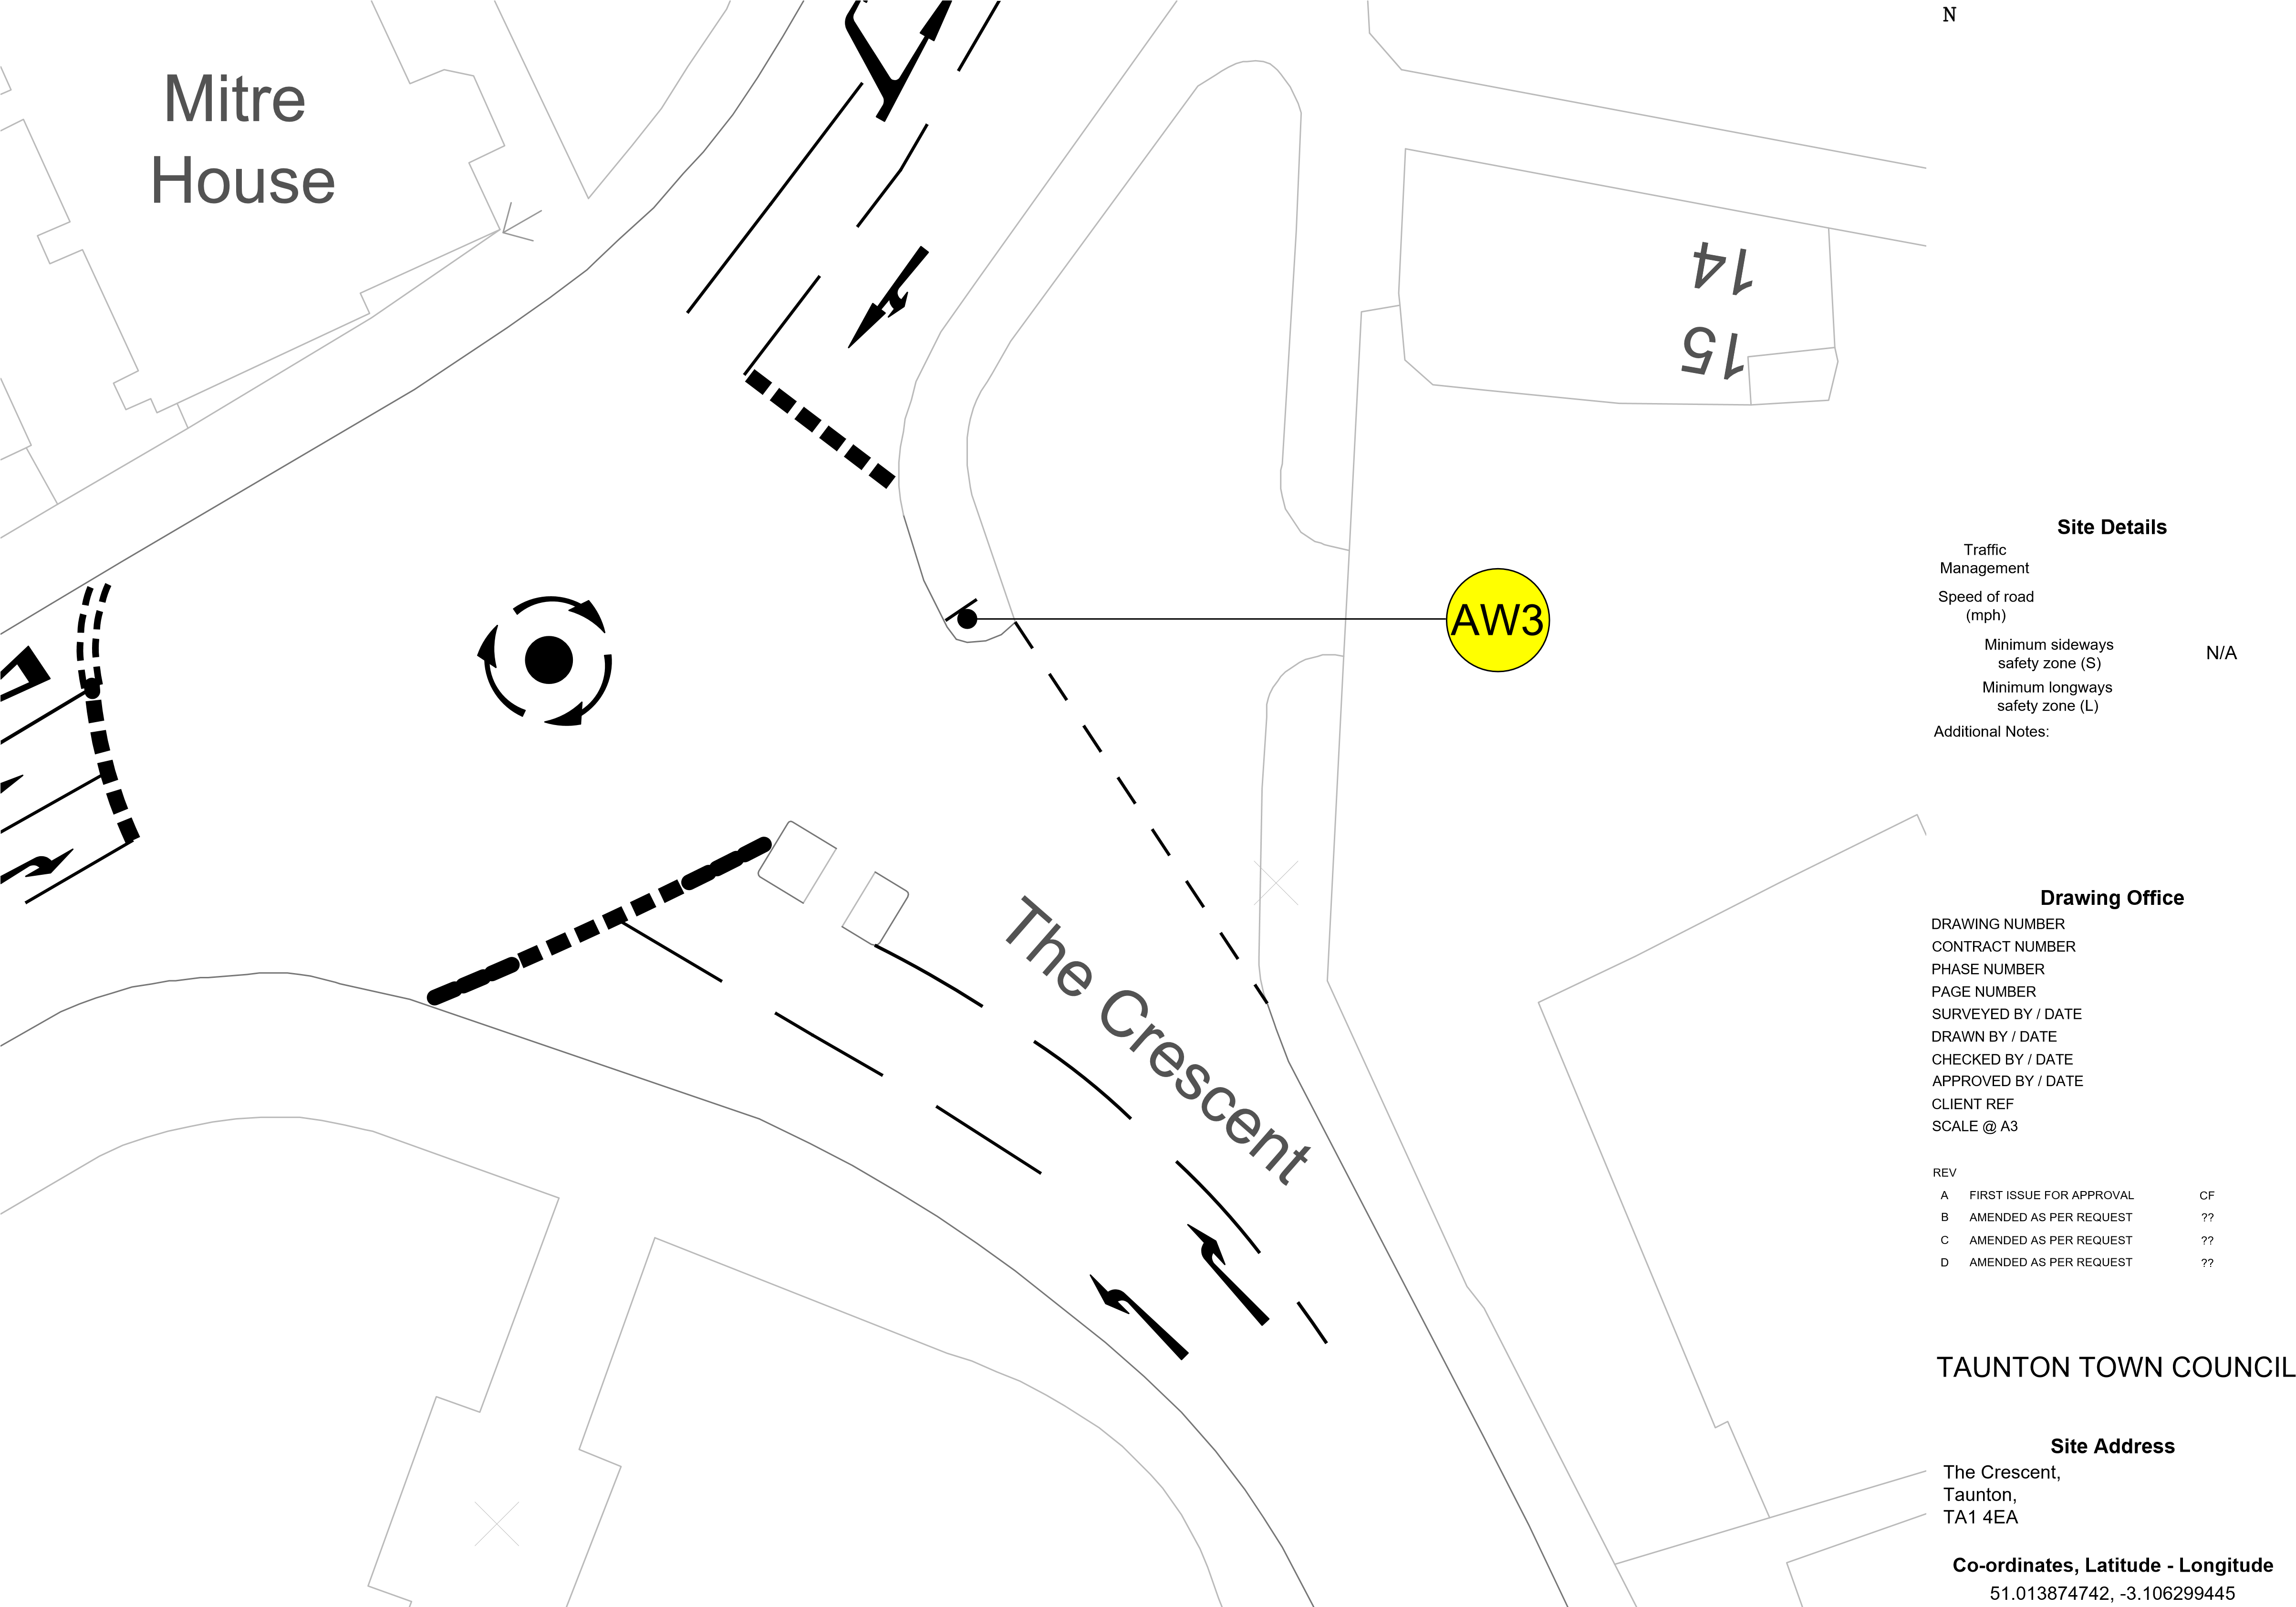 Mitre
House
14
15
AW3
The Crescent
N
Site Details
Traffic
Management
Speed of road
(mph)
Minimum sideways
safety zone (S)
N/A
Minimum longways
safety zone (L)
Additional Notes:
Drawing Office
DRAWING NUMBER
CONTRACT NUMBER
PHASE NUMBER
PAGE NUMBER
SURVEYED BY / DATE
DRAWN BY / DATE
CHECKED BY / DATE
APPROVED BY / DATE
CLIENT REF
SCALE @ A3
REV
A FIRST ISSUE FOR APPROVAL CF
B AMENDED AS PER REQUEST ??
C AMENDED AS PER REQUEST ??
D AMENDED AS PER REQUEST ??
TAUNTON TOWN COUNCIL
Site Address
The Crescent,
Taunton,
TA1 4EA
Co-ordinates, Latitude - Longitude
51.013874742, -3.106299445